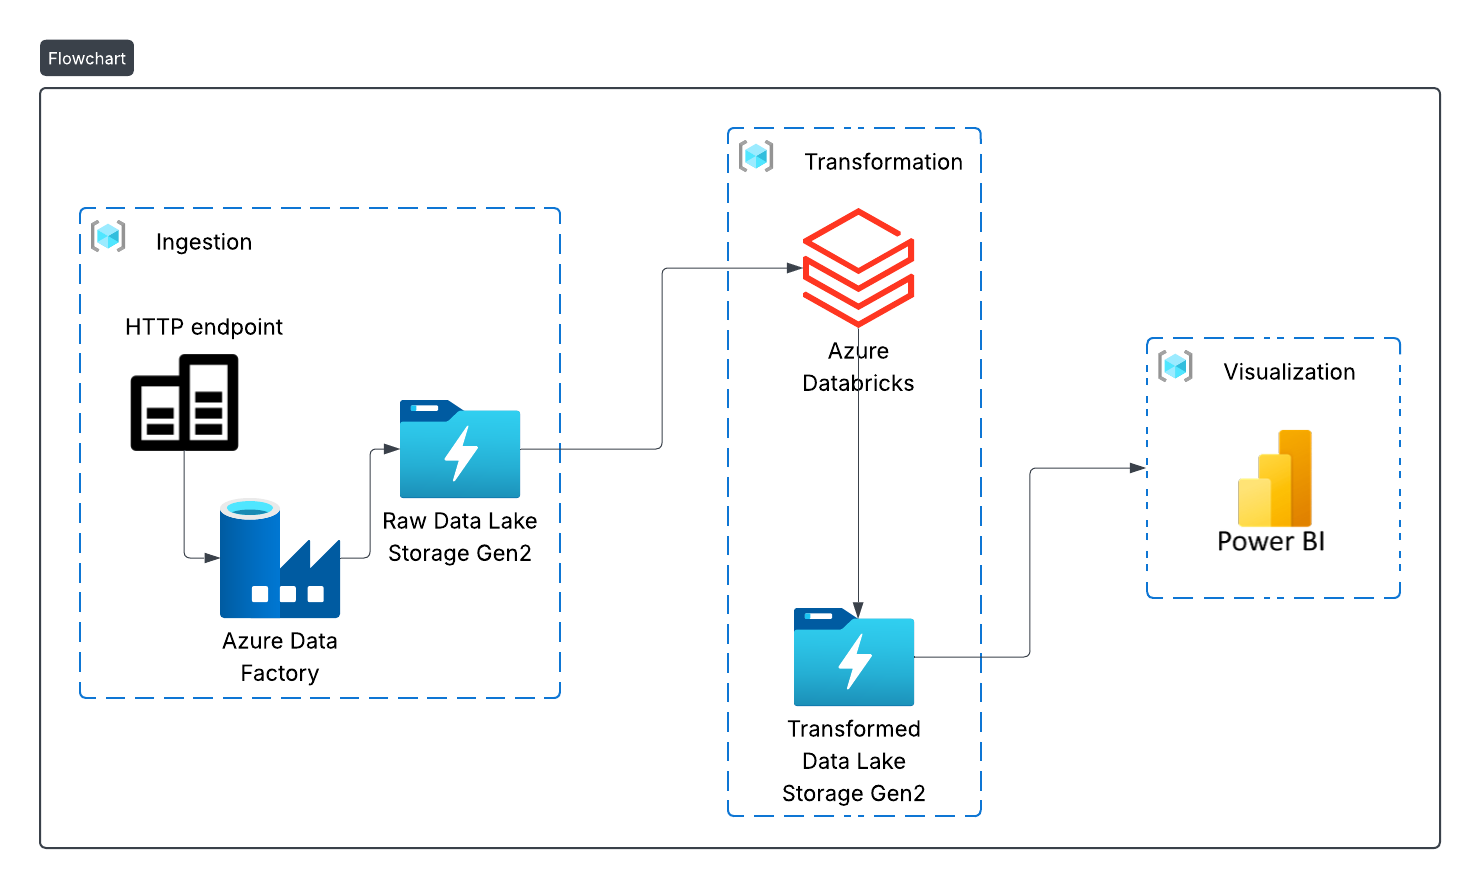 Flowchart
Ingestion
HTTP endpoint
Azure Data
Factory
Raw Data Lake
Storage Gen2
Transformation
Azure
Databricks
Transformed
Data Lake
Storage Gen2
Visualization
Power BI